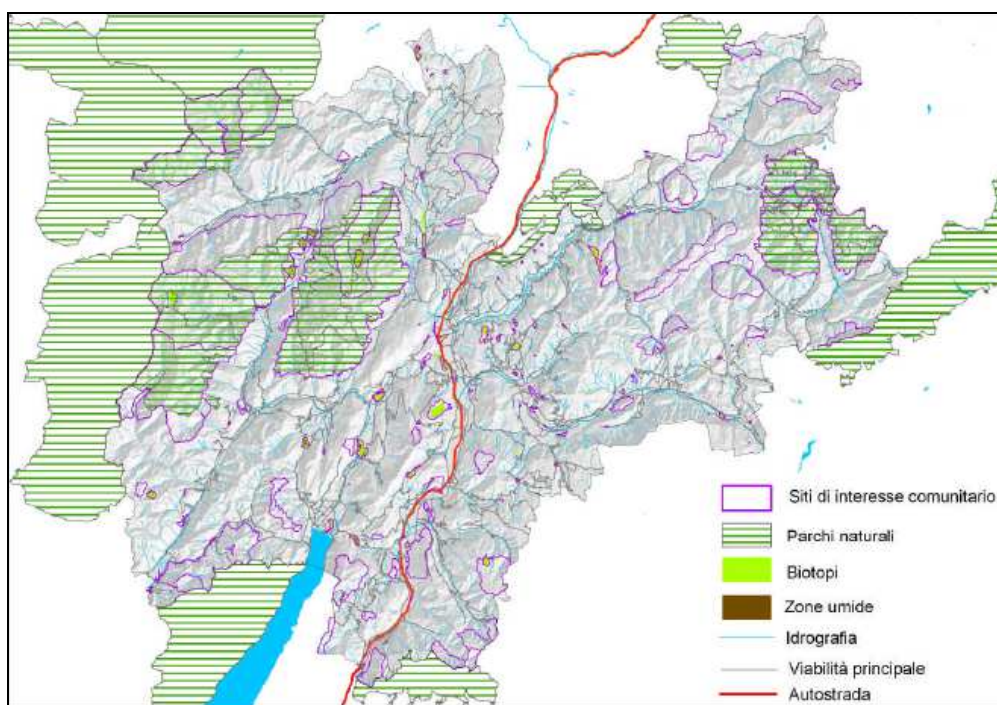 Siti di interesse comunitario
Parchi naturali
Biotopi
Zone umide
Idrografia
Viabilità principale
Autostrada